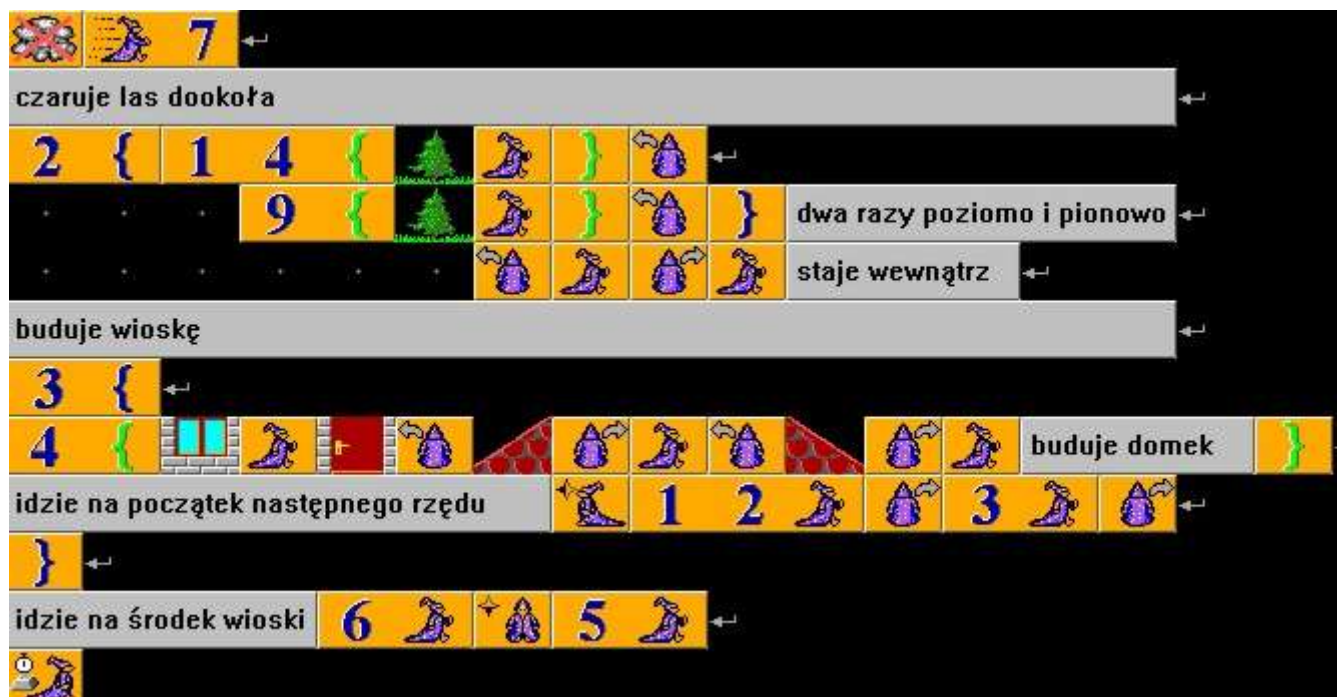 7
czaruje las dookoła
2 { 1 4 { }
9 { } } dwa razy poziomo i pionowo
staje wewnątrz
buduje wioskę
3 {
4 { buduje domek }
idzie na początek następnego rzędu 1 2 3
}
idzie na środek wioski 6 5